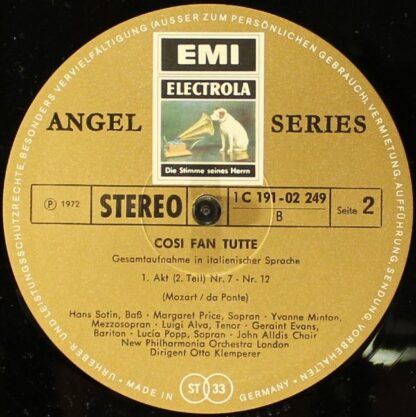 EMI
ELECTROLA
Die Stimme seines Herrn
ANGEL SERIES
Ⓟ 1972
STEREO
1 C 191-02 249
B
Seite 2
COSI FAN TUTTE
Gesamtaufnahme in italienischer Sprache
1. Akt (2. Teil) Nr. 7 - Nr. 12
(Mozart / da Ponte)
Hans Sotin, Baß · Margaret Price, Sopran · Yvonne Minton,
Mezzosopran · Luigi Alva, Tenor · Geraint Evans,
Bariton · Lucia Popp, Sopran · John Alldis Choir
New Philharmonia Orchestra London
Dirigent Otto Klemperer
ST 33
URHEBER- UND LEISTUNGSSCHUTZRECHTE, BESONDERS VERVIELFÄLTIGUNG (AUSSER ZUM PERSÖNLICHEN GEBRAUCH), VERMIETUNG, AUFFÜHRUNG, SENDUNG, VORBEHALTEN · MADE IN GERMANY ·